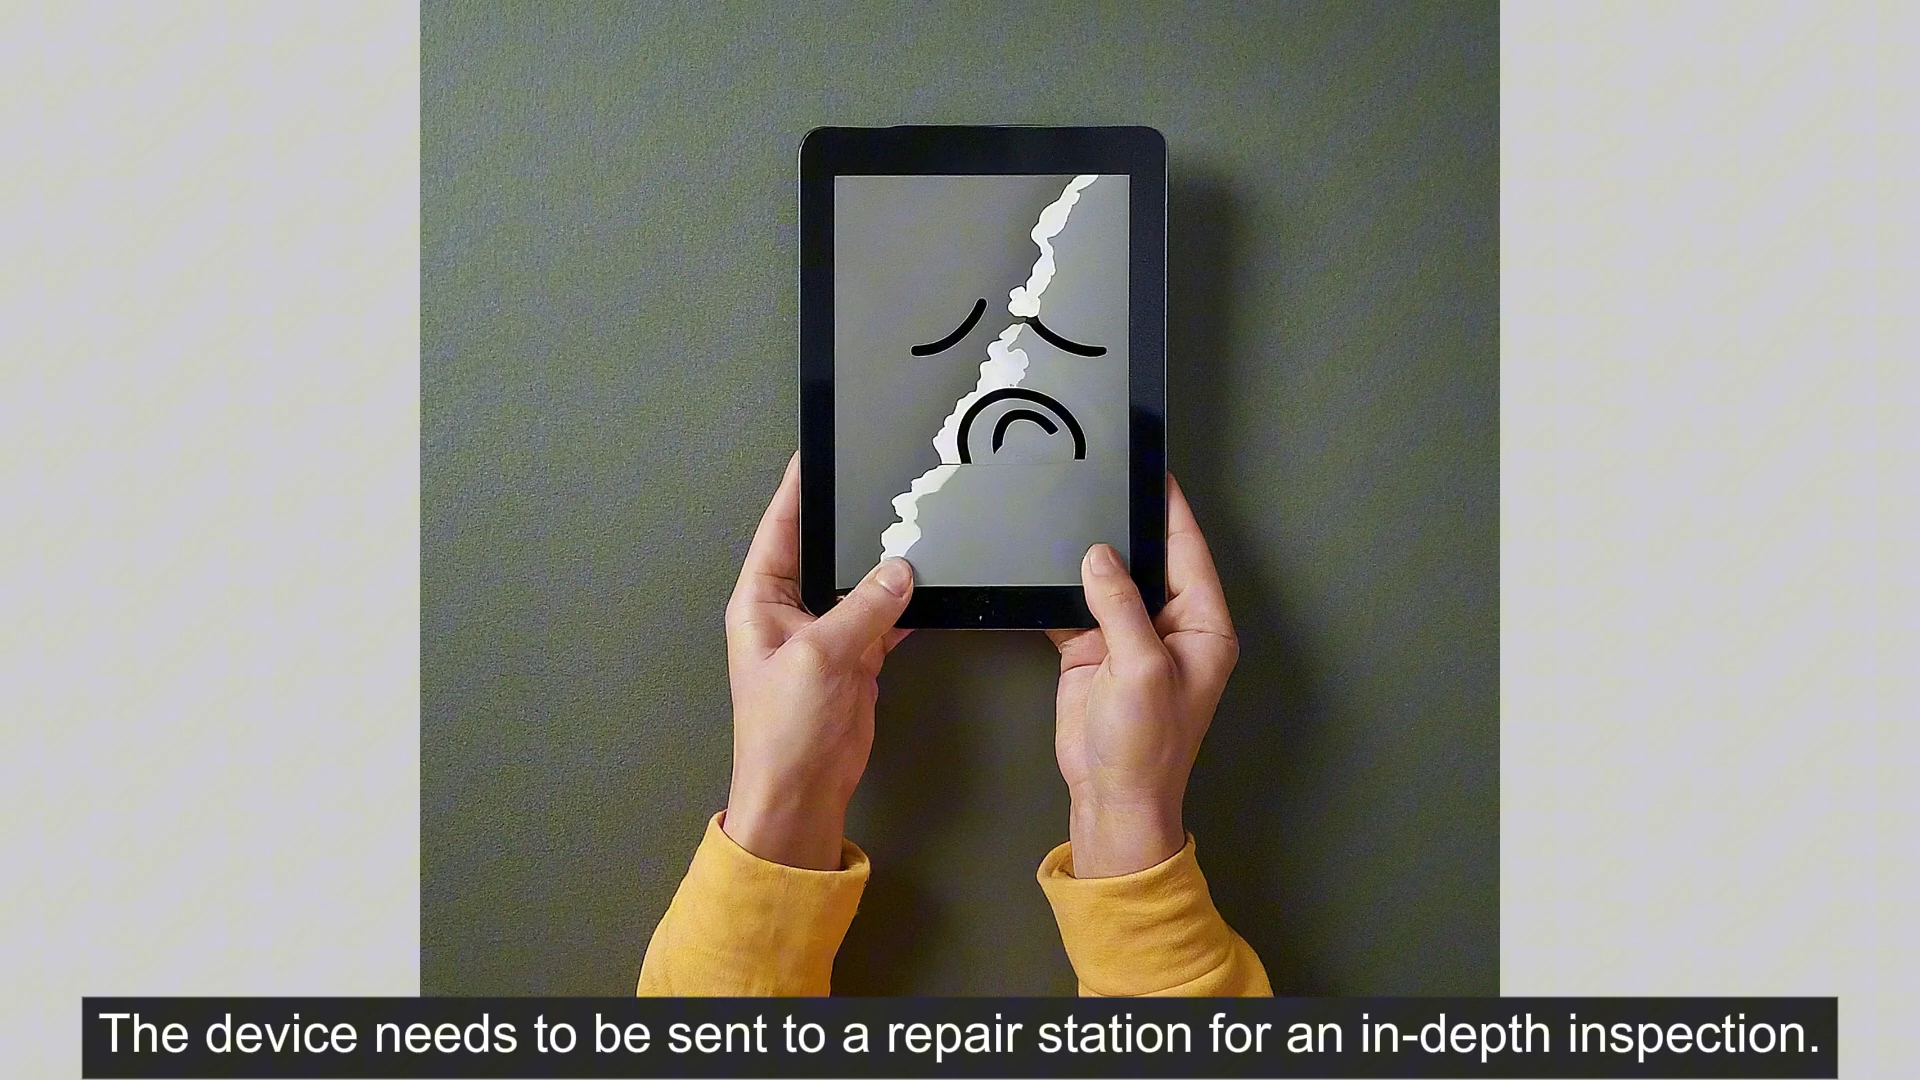 The device needs to be sent to a repair station for an in-depth inspection.